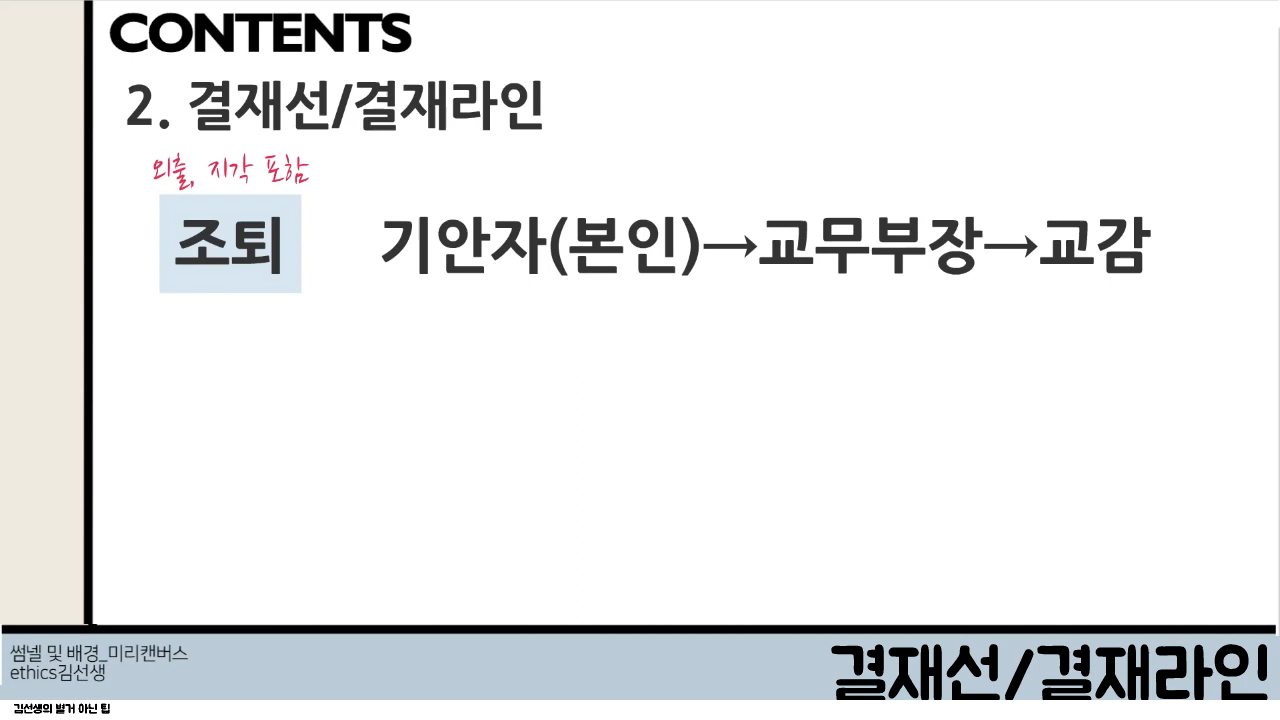 CONTENTS
2. 결재선/결재라인
외출, 지각 포함
조퇴 기안자(본인)→교무부장→교감
썸넬 및 배경_미리캔버스
ethics김선생
결재선/결재라인
김선생의 별거 아닌 팁